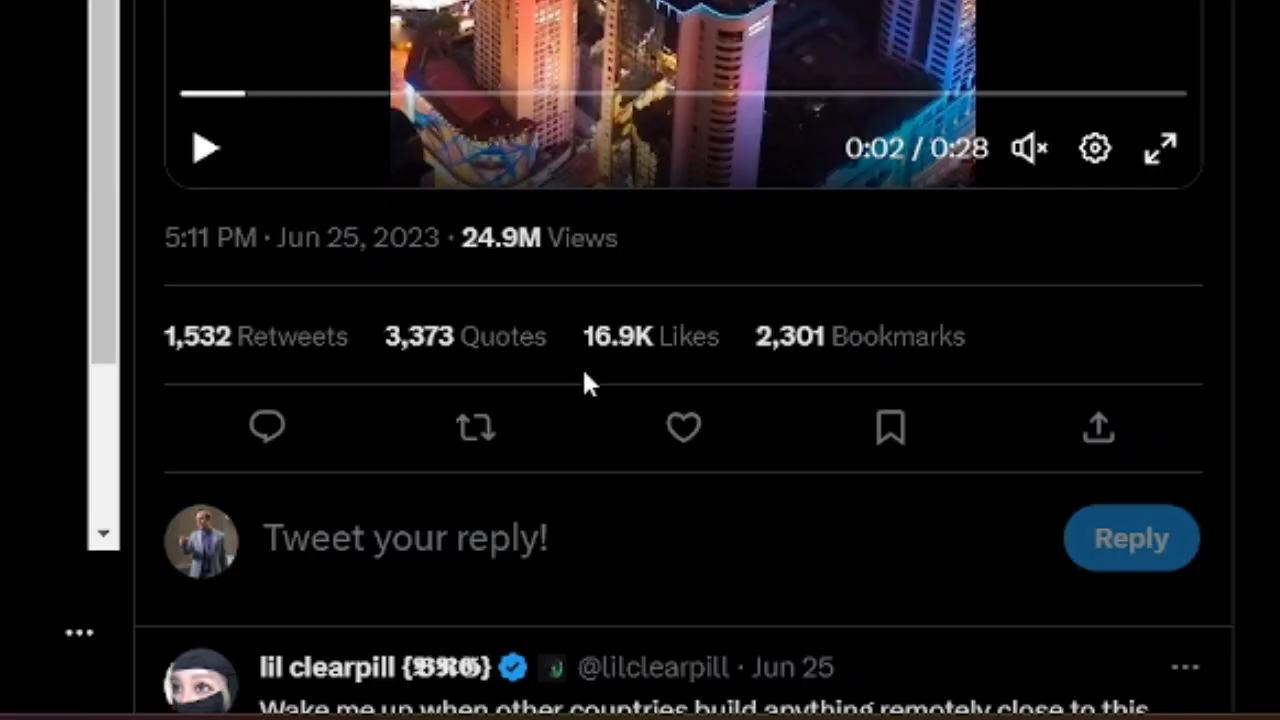 0:02 / 0:28
5:11 PM · Jun 25, 2023 · 24.9M Views
1,532 Retweets 3,373 Quotes 16.9K Likes 2,301 Bookmarks
Tweet your reply!
Reply
lil clearpill @lilclearpill · Jun 25
Wake me up when other countries build anything remotely close to this